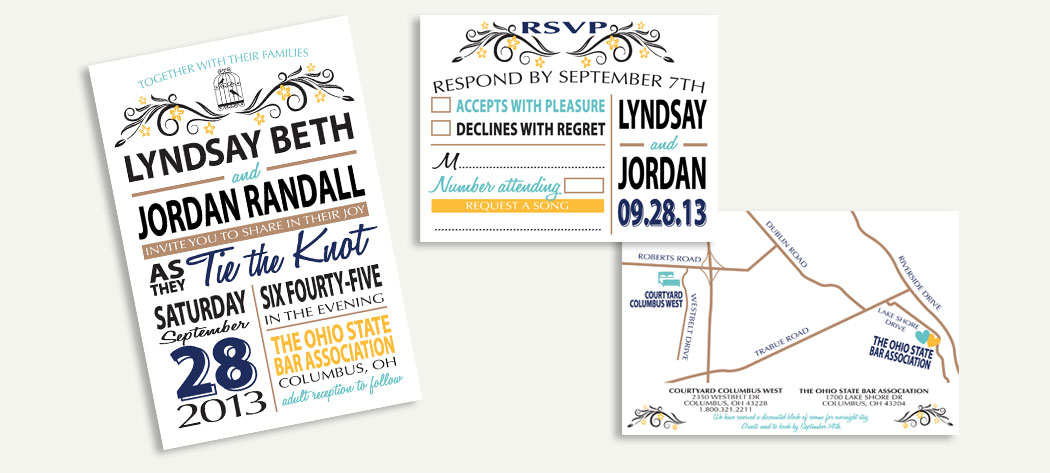 TOGETHER WITH THEIR FAMILIES
LYNDSAY BETH
and
JORDAN RANDALL
INVITE YOU TO SHARE IN THEIR JOY
AS THEY
Tie the Knot
SATURDAY
September
28
2013
SIX FOURTY-FIVE
IN THE EVENING
THE OHIO STATE
BAR ASSOCIATION
COLUMBUS, OH
adult reception to follow
RSVP
RESPOND BY SEPTEMBER 7TH
ACCEPTS WITH PLEASURE
DECLINES WITH REGRET
M
Number attending
REQUEST A SONG
LYNDSAY
and
JORDAN
09.28.13
ROBERTS ROAD
DUBLIN ROAD
RIVERSIDE DRIVE
COURTYARD
COLUMBUS WEST
WESTBELT DRIVE
TRABUE ROAD
LAKE SHORE
DRIVE
THE OHIO STATE
BAR ASSOCIATION
COURTYARD COLUMBUS WEST
2350 WESTBELT DR
COLUMBUS, OH 43228
1.800.321.2211
THE OHIO STATE BAR ASSOCIATION
1700 LAKE SHORE DR
COLUMBUS, OH 43204
We have reserved a discounted block of rooms for overnight stay
Guests need to book by September 14th